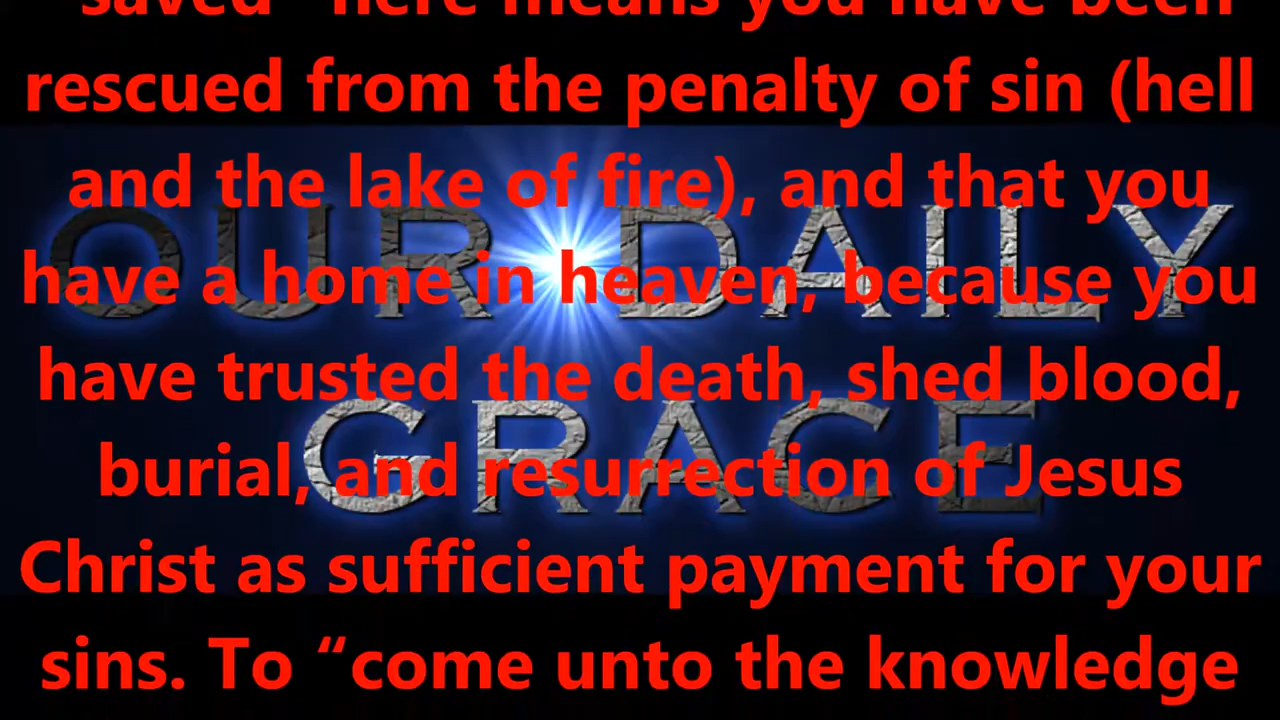 saved” here means you have been
rescued from the penalty of sin (hell
and the lake of fire), and that you
have a home in heaven, because you
have trusted the death, shed blood,
burial, and resurrection of Jesus
Christ as sufficient payment for your
sins. To “come unto the knowledge
OUR DAILY
GRACE